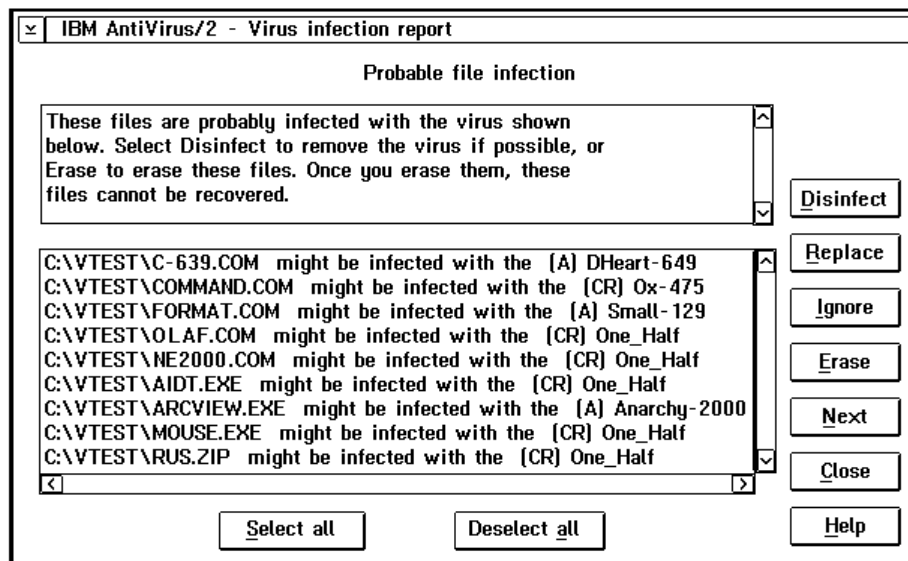 IBM AntiVirus/2 - Virus infection report
Probable file infection
These files are probably infected with the virus shown
below. Select Disinfect to remove the virus if possible, or
Erase to erase these files. Once you erase them, these
files cannot be recovered.
Disinfect
Replace
Ignore
Erase
Next
Close
Help
C:\VTEST\C-639.COM might be infected with the (A) DHeart-649
C:\VTEST\COMMAND.COM might be infected with the (CR) Ox-475
C:\VTEST\FORMAT.COM might be infected with the (A) Small-129
C:\VTEST\OLAF.COM might be infected with the (CR) One_Half
C:\VTEST\NE2000.COM might be infected with the (CR) One_Half
C:\VTEST\AIDT.EXE might be infected with the (CR) One_Half
C:\VTEST\ARCVIEW.EXE might be infected with the (A) Anarchy-2000
C:\VTEST\MOUSE.EXE might be infected with the (CR) One_Half
C:\VTEST\RUS.ZIP might be infected with the (CR) One_Half
Select all
Deselect all